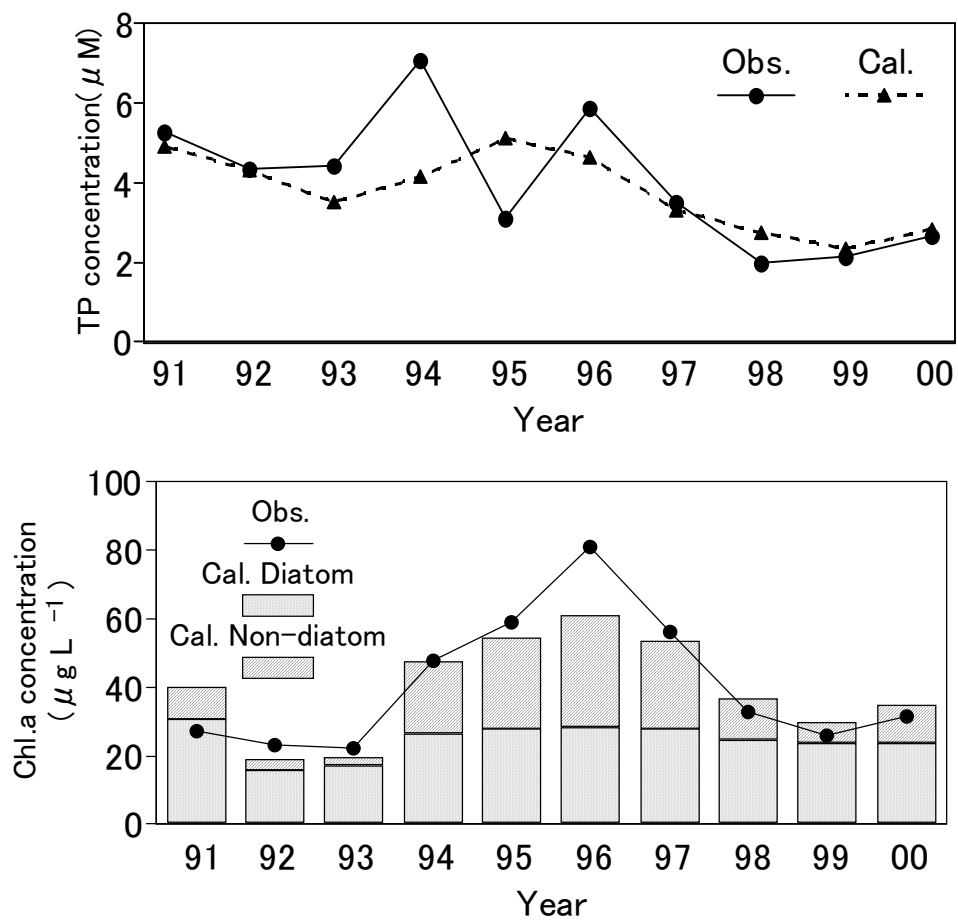 8
6
4
2
0
TP concentration(μM)
Obs.
Cal.
91 92 93 94 95 96 97 98 99 00
Year
100
80
60
40
20
0
Chl.a concentration
(μg L ⁻¹)
Obs.
Cal. Diatom
Cal. Non-diatom
91 92 93 94 95 96 97 98 99 00
Year